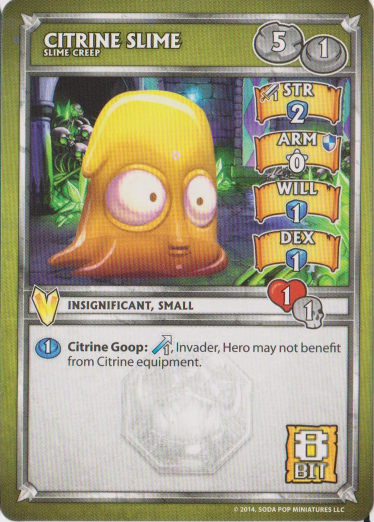 CITRINE SLIME
SLIME CREEP
5 1
STR
2
ARM
0
WILL
1
DEX
1
1
1
INSIGNIFICANT, SMALL
1 Citrine Goop: 1, Invader, Hero may not benefit
from Citrine equipment.
8
BIT
© 2014, SODA POP MINIATURES LLC